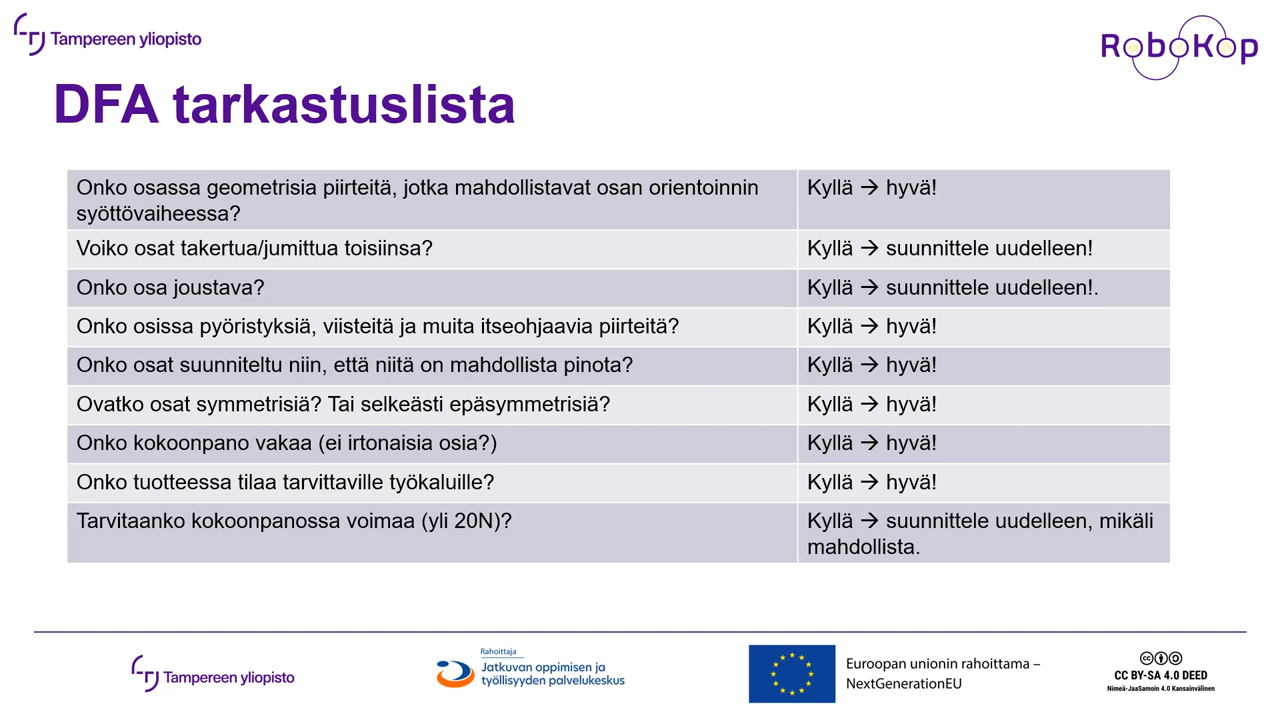 Tampereen yliopisto
RoboKop
DFA tarkastuslista
Onko osassa geometrisia piirteitä, jotka mahdollistavat osan orientoinnin
syöttövaiheessa?
Kyllä → hyvä!
Voiko osat takertua/jumittua toisiinsa?
Kyllä → suunnittele uudelleen!
Onko osa joustava?
Kyllä → suunnittele uudelleen!.
Onko osissa pyöristyksiä, viisteitä ja muita itseohjaavia piirteitä?
Kyllä → hyvä!
Onko osat suunniteltu niin, että niitä on mahdollista pinota?
Kyllä → hyvä!
Ovatko osat symmetrisiä? Tai selkeästi epäsymmetrisiä?
Kyllä → hyvä!
Onko kokoonpano vakaa (ei irtonaisia osia?)
Kyllä → hyvä!
Onko tuotteessa tilaa tarvittaville työkaluille?
Kyllä → hyvä!
Tarvitaanko kokoonpanossa voimaa (yli 20N)?
Kyllä → suunnittele uudelleen, mikäli
mahdollista.
Tampereen yliopisto
Rahoittaja
Jatkuvan oppimisen ja
työllisyyden palvelukeskus
Euroopan unionin rahoittama –
NextGenerationEU
CC BY-SA 4.0 DEED
Nimeä-JaaSamoin 4.0 Kansainvälinen